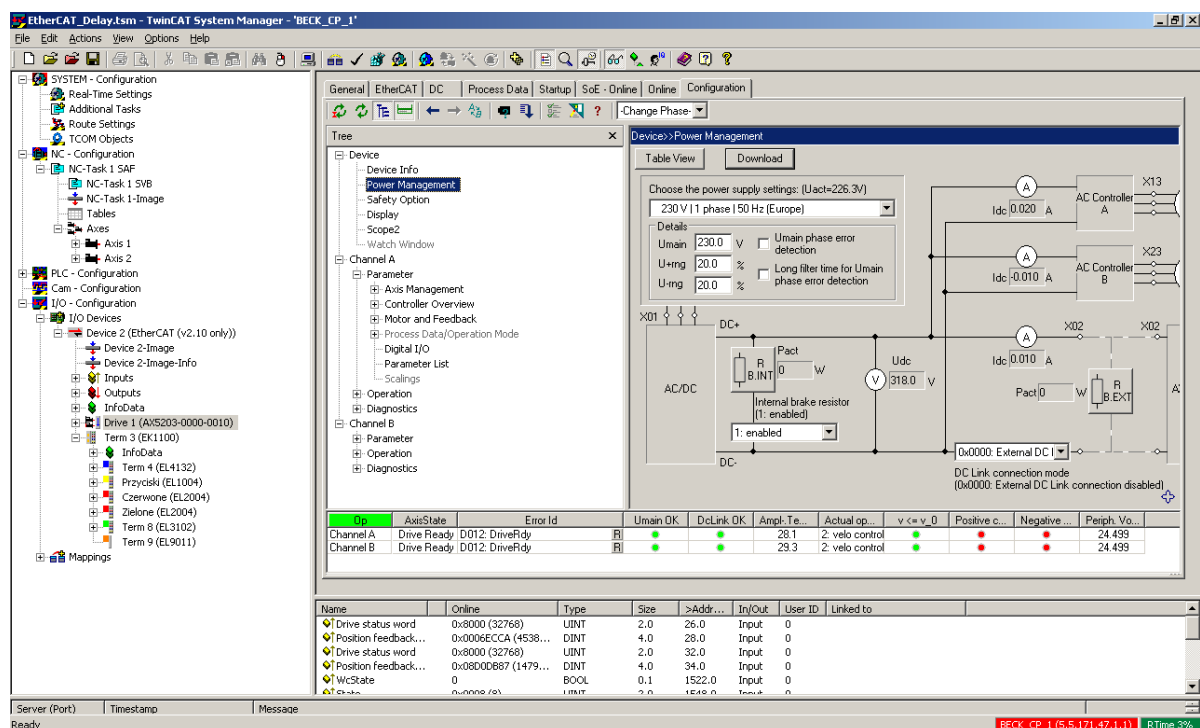 EtherCAT_Delay.tsm - TwinCAT System Manager - 'BECK_CP_1'
File Edit Actions View Options Help
SYSTEM - Configuration
Real-Time Settings
Additional Tasks
Route Settings
TCOM Objects
NC - Configuration
NC-Task 1 SAF
NC-Task 1 SVB
NC-Task 1-Image
Tables
Axes
Axis 1
Axis 2
PLC - Configuration
Cam - Configuration
I/O - Configuration
I/O Devices
Device 2 (EtherCAT (v2.10 only))
Device 2-Image
Device 2-Image-Info
Inputs
Outputs
InfoData
Drive 1 (AX5203-0000-0010)
Term 3 (EK1100)
InfoData
Term 4 (EL4132)
Przyciski (EL1004)
Czerwone (EL2004)
Zielone (EL2004)
Term 8 (EL3102)
Term 9 (EL9011)
Mappings
General EtherCAT DC Process Data Startup SoE - Online Online Configuration
-Change Phase-
Tree
Device
Device Info
Power Management
Safety Option
Display
Scope2
Watch Window
Channel A
Parameter
Axis Management
Controller Overview
Motor and Feedback
Process Data/Operation Mode
Digital I/O
Parameter List
Scalings
Operation
Diagnostics
Channel B
Parameter
Operation
Diagnostics
Device>>Power Management
Table View Download
Choose the power supply settings: (Uact=226.3V)
230 V | 1 phase | 50 Hz (Europe)
Details
Umain 230.0 V Umain phase error detection
U+rng 20.0 %
U-rng 20.0 % Long filter time for Umain phase error detection
A
Idc 0.020 A
AC Controller
A
X13
A
Idc -0.010 A
AC Controller
B
X23
X01
DC+
AC/DC
R
B.INT
Pact
0 W
Internal brake resistor
(1: enabled)
1: enabled
Udc
V 318.0 V
A
Idc 0.010 A
X02 X02
Pact 0 W
R
B.EXT
DC-
0x0000: External DC l
DC Link connection mode
(0x0000: External DC Link connection disabled)
Op AxisState Error Id Umain OK DcLink OK Ampl-.Te... Actual op... v <= v_0 Positive c... Negative ... Periph. Vo...
Channel A Drive Ready D012: DriveRdy R 28.1 2: velo control 24.499
Channel B Drive Ready D012: DriveRdy R 29.3 2: velo control 24.499
Name Online Type Size >Addr... In/Out User ID Linked to
Drive status word 0x8000 (32768) UINT 2.0 26.0 Input 0
Position feedback... 0x0006ECCA (4538... DINT 4.0 28.0 Input 0
Drive status word 0x8000 (32768) UINT 2.0 32.0 Input 0
Position feedback... 0x08D0DB87 (1479... DINT 4.0 34.0 Input 0
WcState 0 BOOL 0.1 1522.0 Input 0
State 0x0008 (8) UINT 2.0 1548.0 Input 0
Server (Port) Timestamp Message
Ready
BECK_CP_1 (5.5.171.47.1.1) RTime 3%